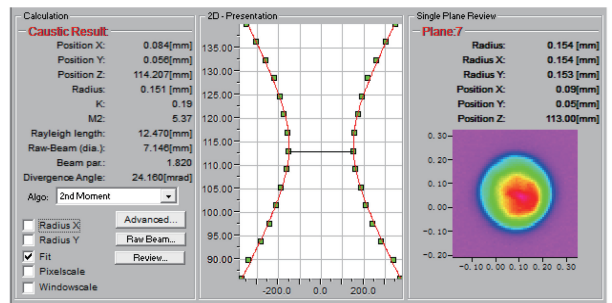 Calculation
Caustic Result:
Position X: 0.084[mm]
Position Y: 0.056[mm]
Position Z: 114.207[mm]
Radius: 0.151 [mm]
K: 0.19
M2: 5.37
Rayleigh length: 12.470[mm]
Raw-Beam (dia.): 7.146[mm]
Beam par.: 1.820
Divergence Angle: 24.160[mrad]
Algo: 2nd Moment
Radius X
Radius Y
Fit
Pixelscale
Windowscale
Advanced...
Raw Beam...
Review...
2D - Presentation
135.00
130.00
125.00
120.00
115.00
110.00
105.00
100.00
95.00
90.00
-200.0 0.0 200.0
Single Plane Review
Plane:7
Radius: 0.154 [mm]
Radius X: 0.154 [mm]
Radius Y: 0.153 [mm]
Position X: 0.09[mm]
Position Y: 0.05[mm]
Position Z: 113.00[mm]
0.30
0.20
0.10
0.00
-0.10
-0.20
-0.10 0.00 0.10 0.20 0.30